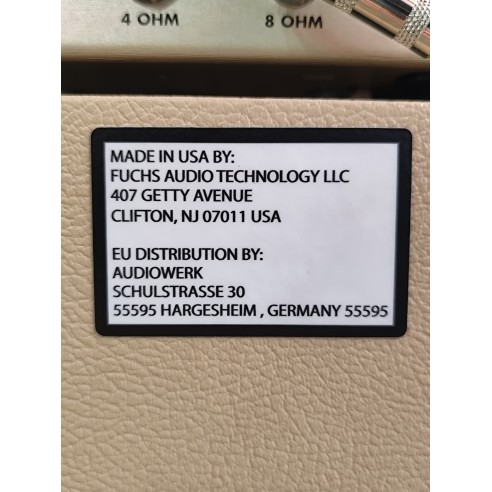 4 OHM 8 OHM
MADE IN USA BY:
FUCHS AUDIO TECHNOLOGY LLC
407 GETTY AVENUE
CLIFTON, NJ 07011 USA
EU DISTRIBUTION BY:
AUDIOWERK
SCHULSTRASSE 30
55595 HARGESHEIM , GERMANY 55595